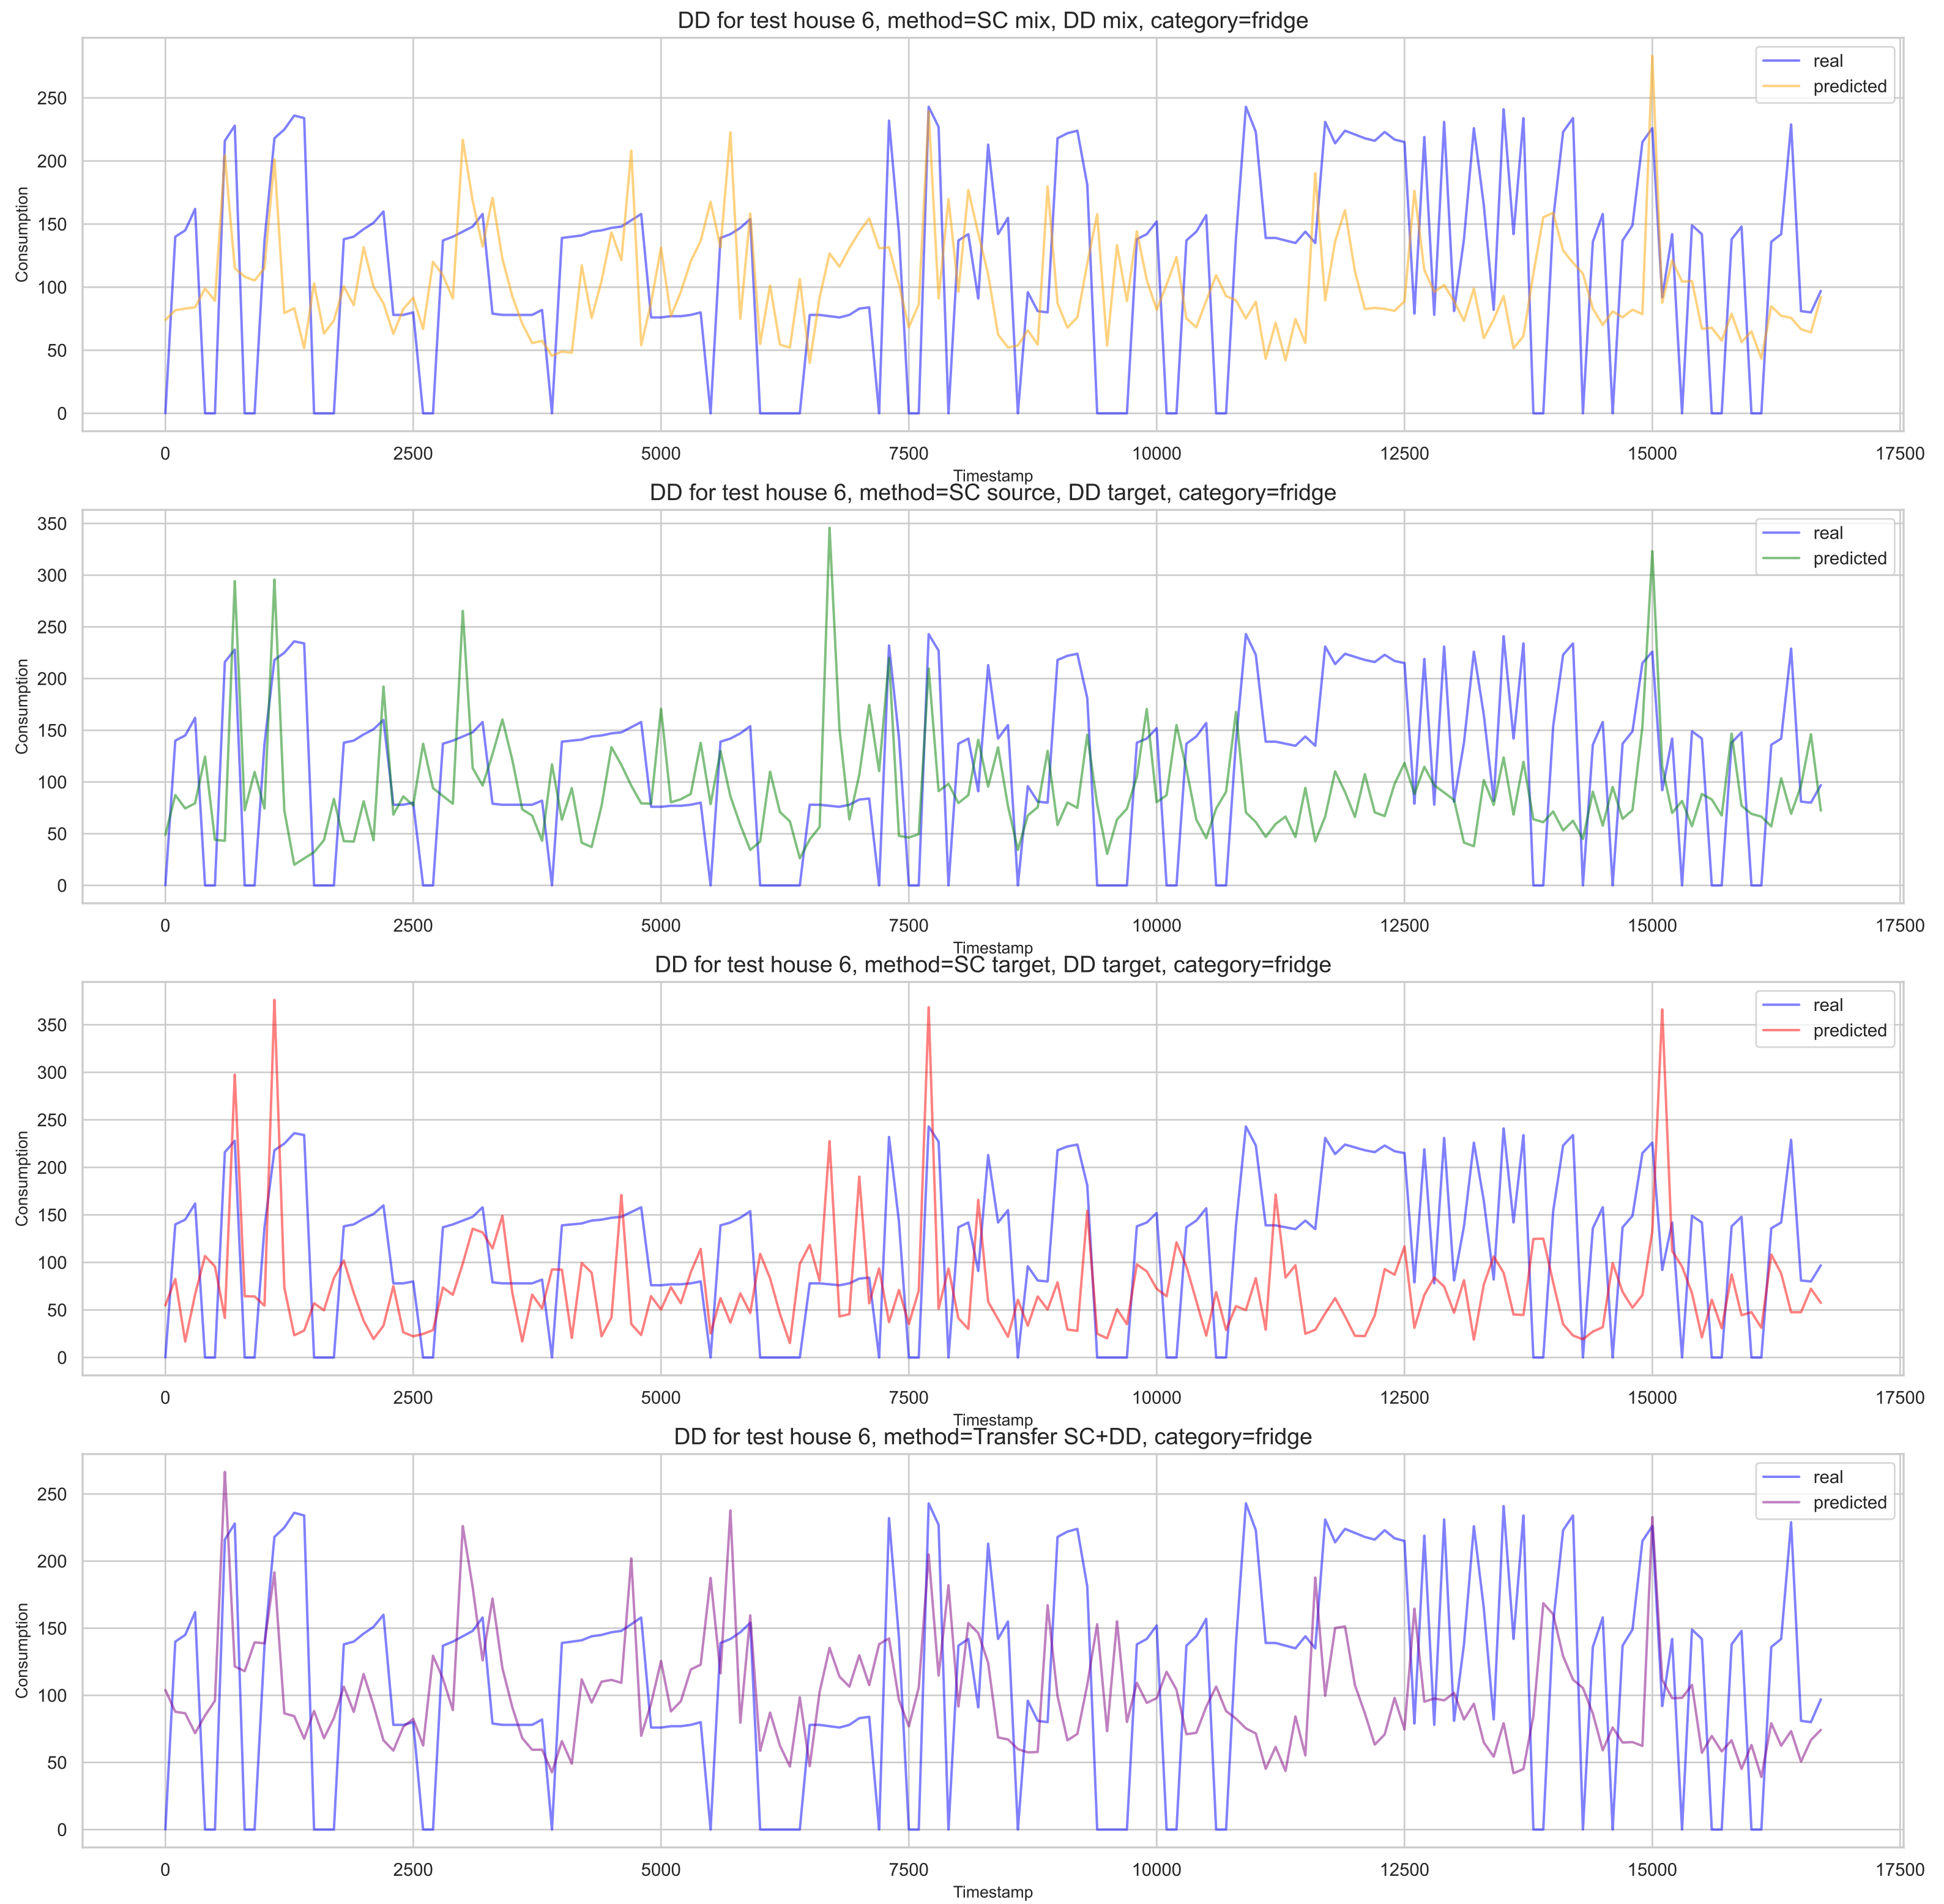 DD for test house 6, method=SC mix, DD mix, category=fridge
real
predicted
Consumption
250
200
150
100
50
0
0 2500 5000 7500 10000 12500 15000 17500
Timestamp
DD for test house 6, method=SC source, DD target, category=fridge
real
predicted
Consumption
350
300
250
200
150
100
50
0
0 2500 5000 7500 10000 12500 15000 17500
Timestamp
DD for test house 6, method=SC target, DD target, category=fridge
real
predicted
Consumption
350
300
250
200
150
100
50
0
0 2500 5000 7500 10000 12500 15000 17500
Timestamp
DD for test house 6, method=Transfer SC+DD, category=fridge
real
predicted
Consumption
250
200
150
100
50
0
0 2500 5000 7500 10000 12500 15000 17500
Timestamp